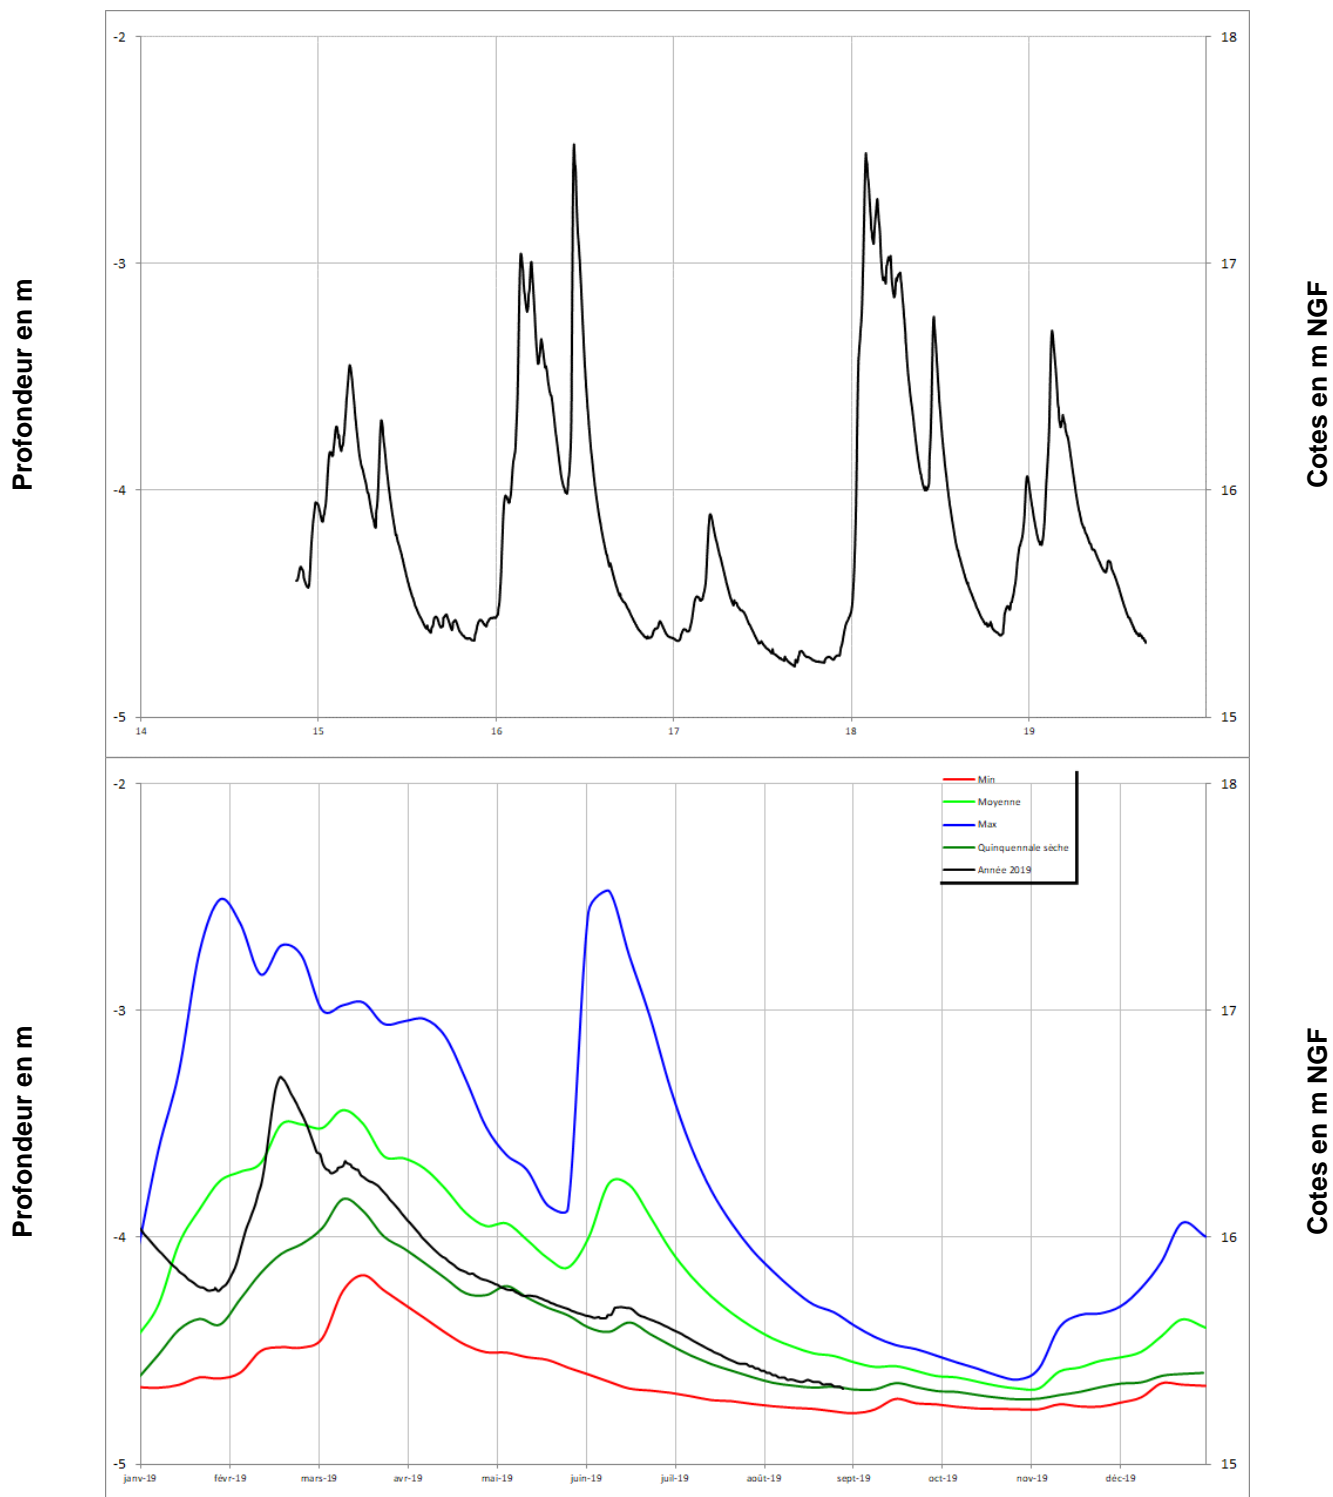 -2
18
-3
17
Profondeur en m
Cotes en m NGF
-4
16
-5
15
14
15
16
17
18
19
-2
18
Min
Moyenne
Max
Quinquennale sèche
Année 2019
-3
17
Profondeur en m
Cotes en m NGF
-4
16
-5
15
janv-19
févr-19
mars-19
avr-19
mai-19
juin-19
juil-19
août-19
sept-19
oct-19
nov-19
déc-19